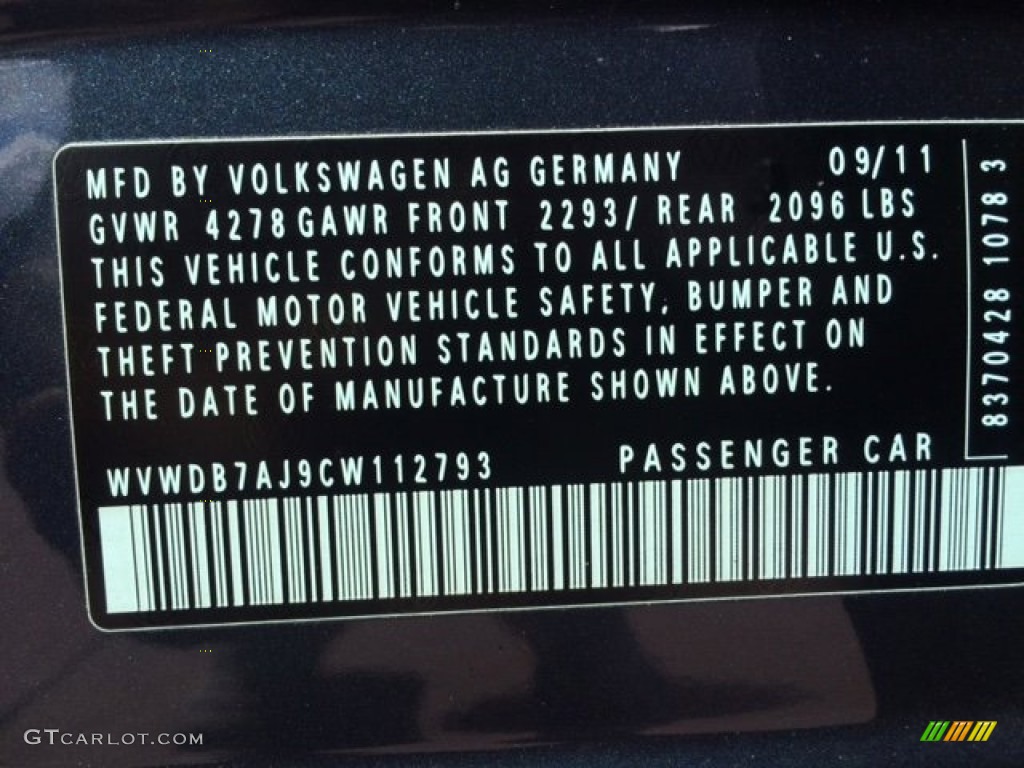 MFD BY VOLKSWAGEN AG GERMANY 09/11
GVWR 4278 GAWR FRONT 2293/ REAR 2096 LBS
THIS VEHICLE CONFORMS TO ALL APPLICABLE U.S.
FEDERAL MOTOR VEHICLE SAFETY, BUMPER AND
THEFT PREVENTION STANDARDS IN EFFECT ON
THE DATE OF MANUFACTURE SHOWN ABOVE.
WVWDB7AJ9CW112793 PASSENGER CAR
8370428 1078 3
GTCARLOT.COM